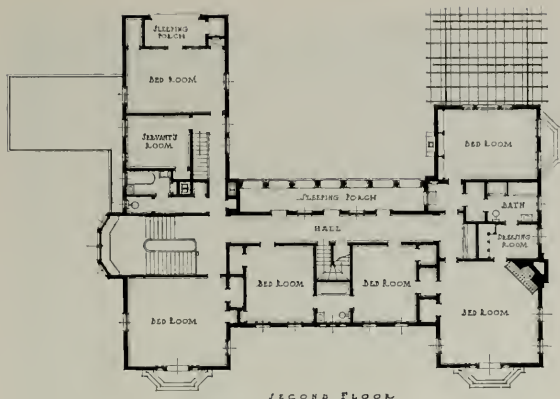 SLEEPING
PORCH
BED ROOM
SERVANT'S
ROOM
BED ROOM
SLEEPING PORCH
BATH
HALL
DRESSING
ROOM
BED ROOM
BED ROOM
BED ROOM
BED ROOM
SECOND FLOOR